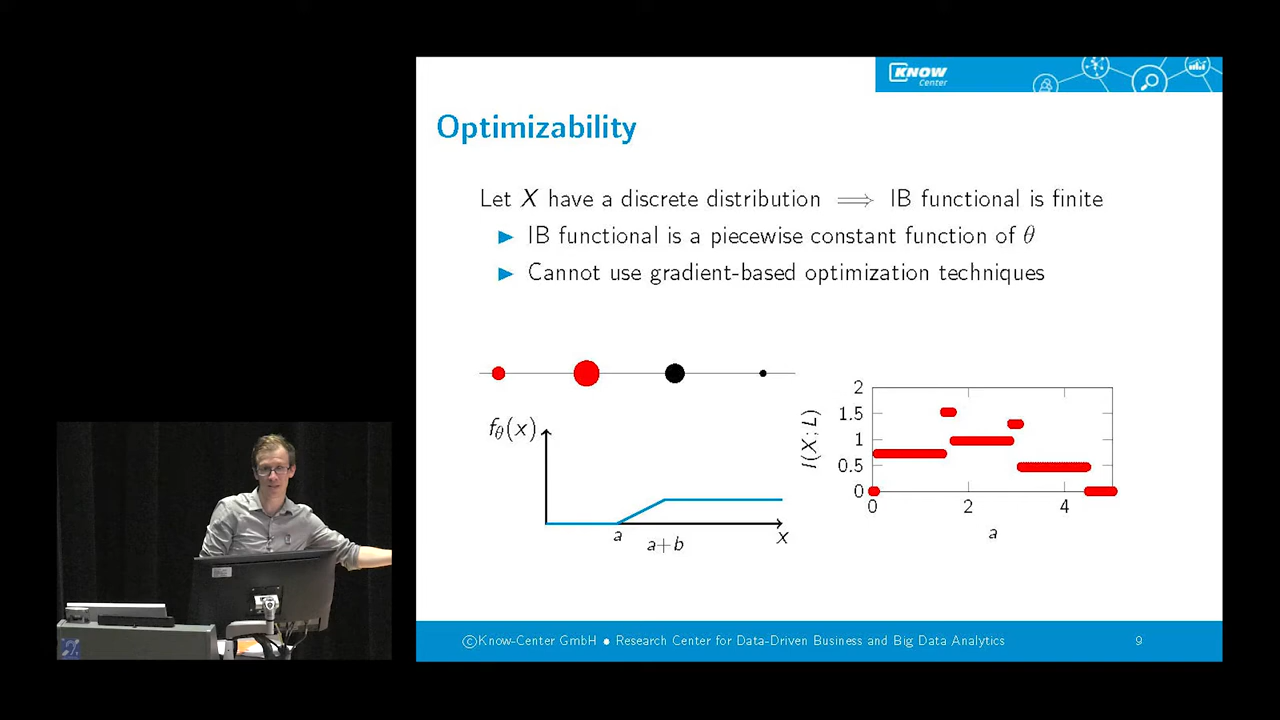 KNOW
Center
Optimizability
Let X have a discrete distribution ⟹ IB functional is finite
▶ IB functional is a piecewise constant function of θ
▶ Cannot use gradient-based optimization techniques
fθ(x)
a
a+b
x
I(X;L)
2
1.5
1
0.5
0
0 2 4
a
©Know-Center GmbH • Research Center for Data-Driven Business and Big Data Analytics 9